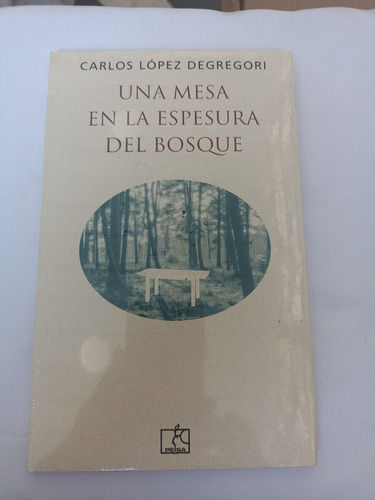 CARLOS LÓPEZ DEGREGORI
UNA MESA
EN LA ESPESURA
DEL BOSQUE
PEISA